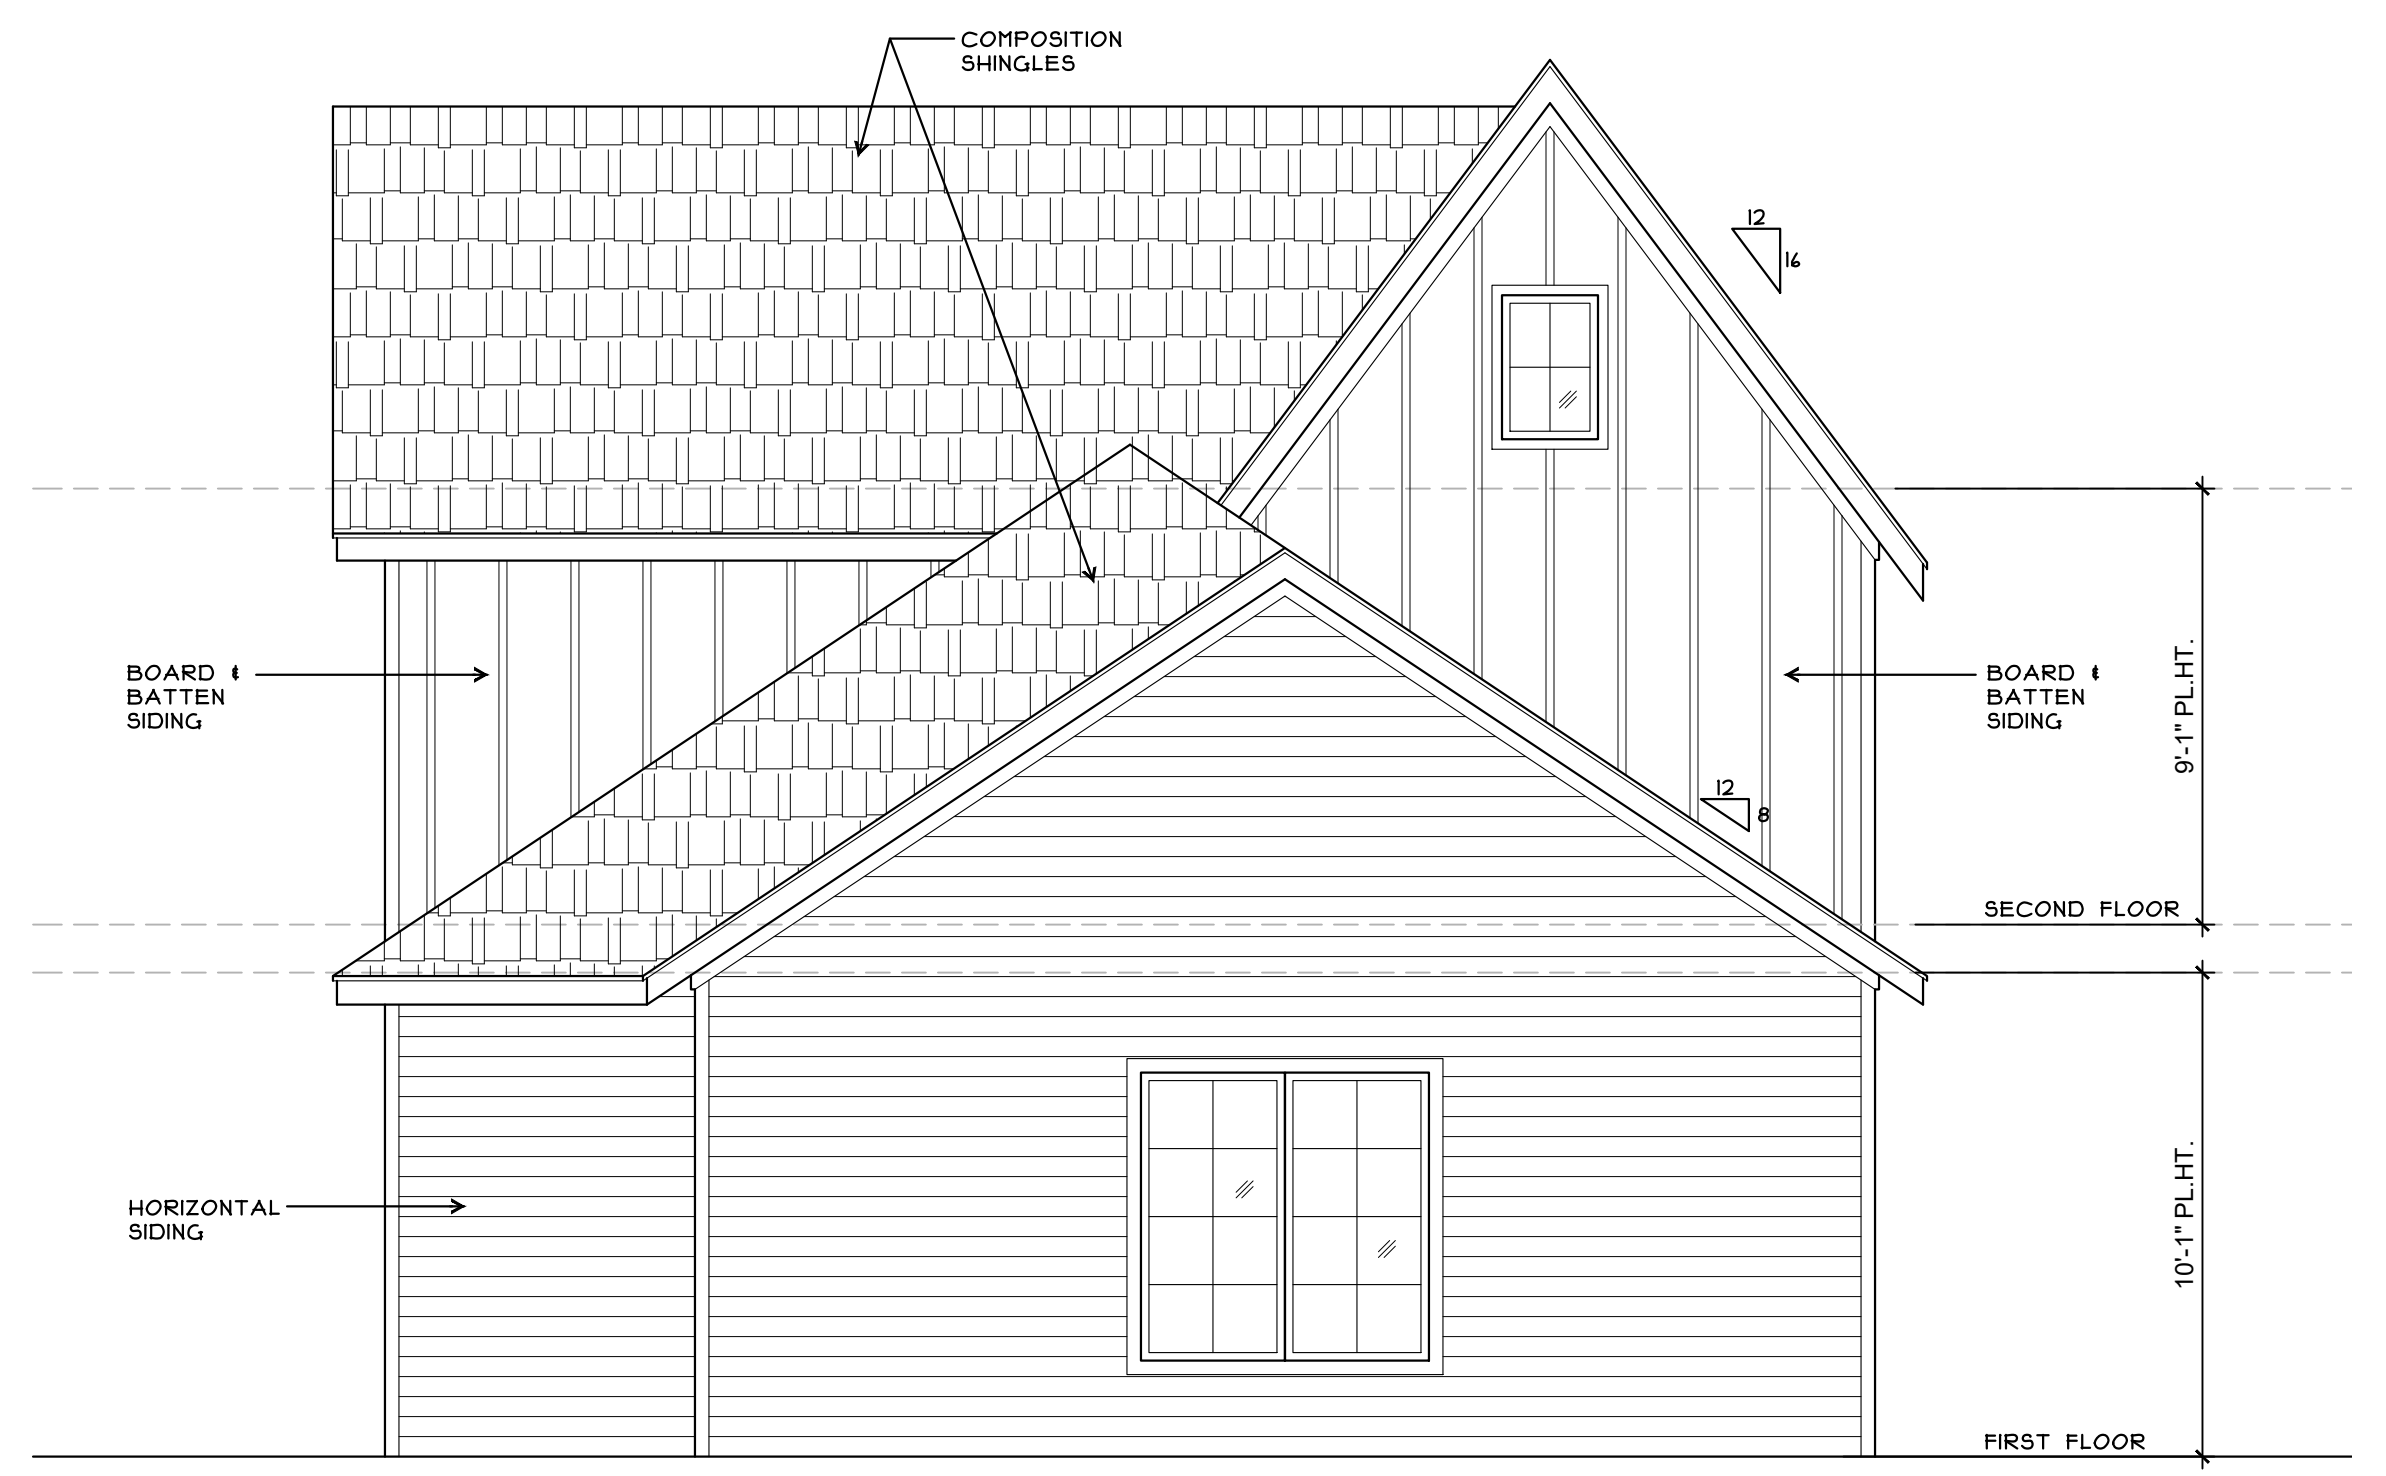 COMPOSITION
SHINGLES
12
16
BOARD &
BATTEN
SIDING
BOARD &
BATTEN
SIDING
9'-1" PL.HT.
12
8
SECOND FLOOR
HORIZONTAL
SIDING
10'-1" PL.HT.
FIRST FLOOR